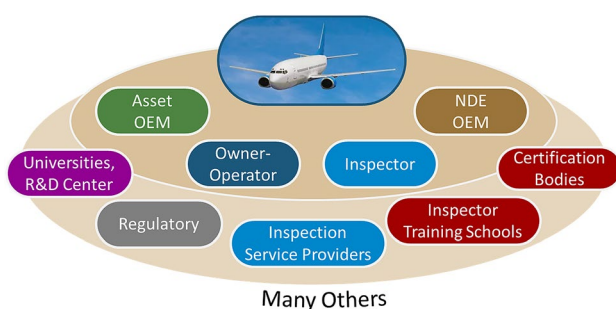 Asset
OEM
NDE
OEM
Owner-
Operator
Inspector
Universities,
R&D Center
Certification
Bodies
Regulatory
Inspection
Service Providers
Inspector
Training Schools
Many Others